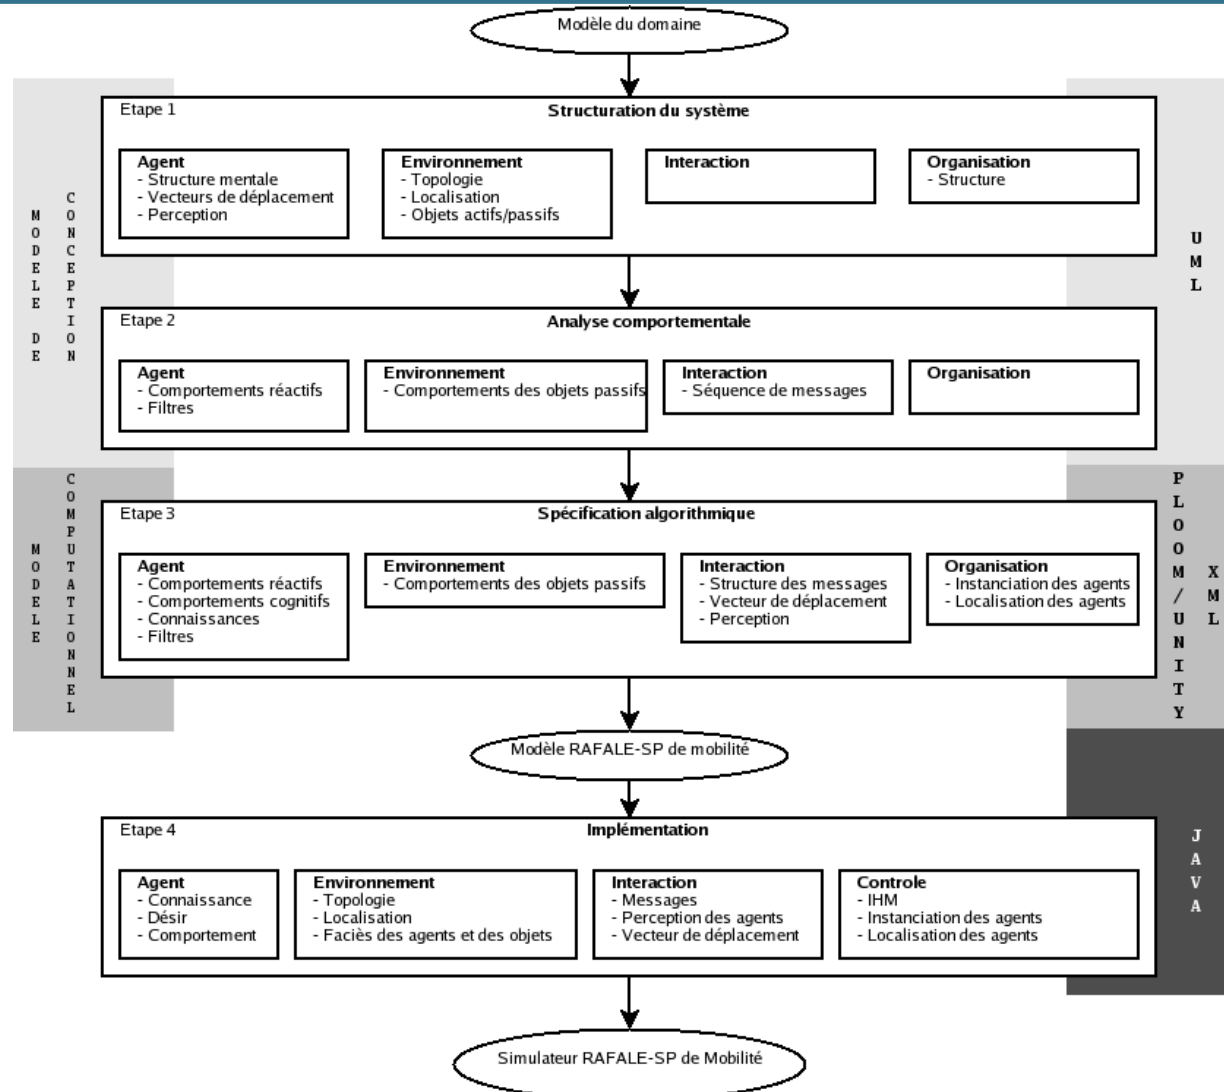 Modèle du domaine
MODELE DE
CONCEPTION
UML
Etape 1
Structuration du système
Agent
- Structure mentale
- Vecteurs de déplacement
- Perception
Environnement
- Topologie
- Localisation
- Objets actifs/passifs
Interaction
Organisation
- Structure
Etape 2
Analyse comportementale
Agent
- Comportements réactifs
- Filtres
Environnement
- Comportements des objets passifs
Interaction
- Séquence de messages
Organisation
MODELE
COMPUTATIONNEL
PLOOM/UNITY
XML
Etape 3
Spécification algorithmique
Agent
- Comportements réactifs
- Comportements cognitifs
- Connaissances
- Filtres
Environnement
- Comportements des objets passifs
Interaction
- Structure des messages
- Vecteur de déplacement
- Perception
Organisation
- Instanciation des agents
- Localisation des agents
Modèle RAFALE-SP de mobilité
JAVA
Etape 4
Implémentation
Agent
- Connaissance
- Désir
- Comportement
Environnement
- Topologie
- Localisation
- Faciès des agents et des objets
Interaction
- Messages
- Perception des agents
- Vecteur de déplacement
Controle
- IHM
- Instanciation des agents
- Localisation des agents
Simulateur RAFALE-SP de Mobilité